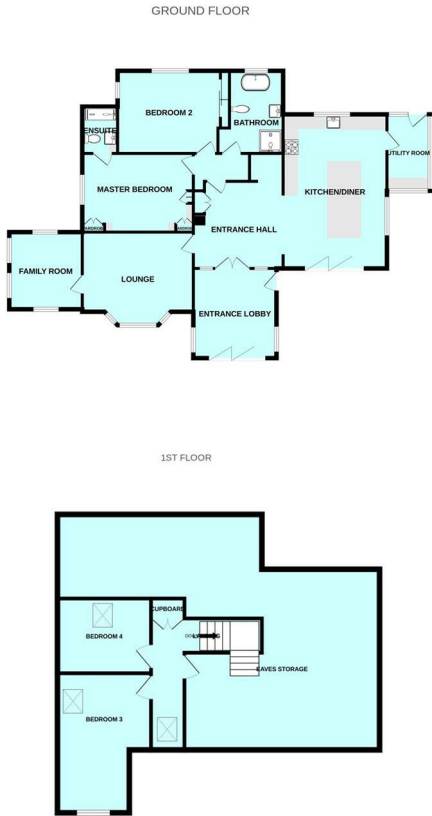 GROUND FLOOR
BEDROOM 2
BATHROOM
ENSUITE
UTILITY ROOM
MASTER BEDROOM
KITCHEN/DINER
ENTRANCE HALL
FAMILY ROOM
LOUNGE
ENTRANCE LOBBY
1ST FLOOR
CUPBOARD
BEDROOM 4
LANDING
EAVES STORAGE
BEDROOM 3